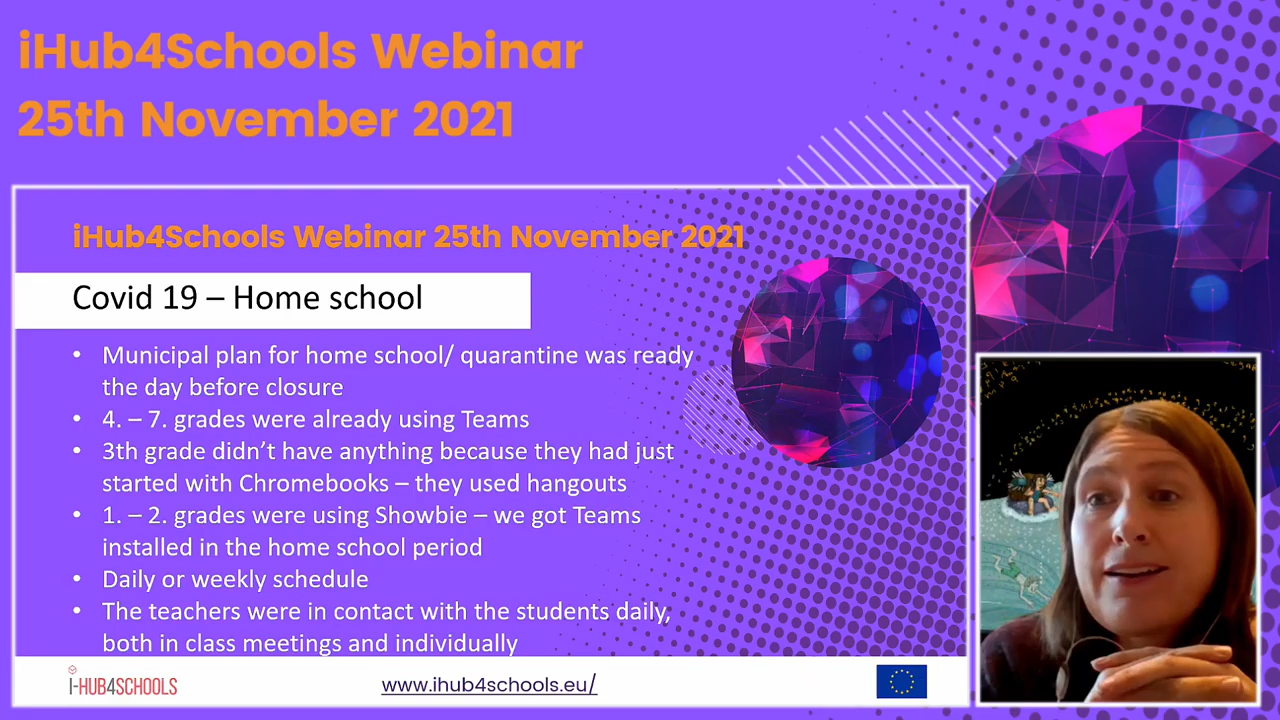 iHub4Schools Webinar
25th November 2021
iHub4Schools Webinar 25th November 2021
Covid 19 – Home school
• Municipal plan for home school/ quarantine was ready
the day before closure
• 4. – 7. grades were already using Teams
• 3th grade didn’t have anything because they had just
started with Chromebooks – they used hangouts
• 1. – 2. grades were using Showbie – we got Teams
installed in the home school period
• Daily or weekly schedule
• The teachers were in contact with the students daily,
both in class meetings and individually
I-HUB4SCHOOLS
www.ihub4schools.eu/